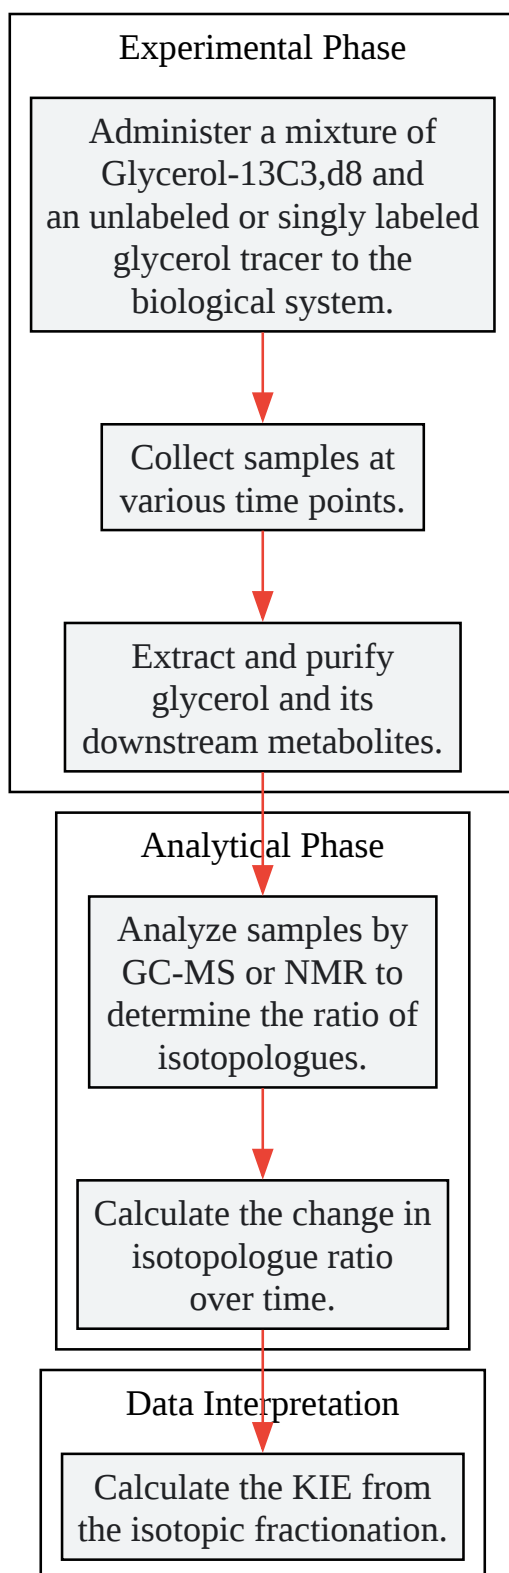 Experimental Phase
Administer a mixture of
Glycerol-13C3,d8 and
an unlabeled or singly labeled
glycerol tracer to the
biological system.
Collect samples at
various time points.
Extract and purify
glycerol and its
downstream metabolites.
Analytical Phase
Analyze samples by
GC-MS or NMR to
determine the ratio of
isotopologues.
Calculate the change in
isotopologue ratio
over time.
Data Interpretation
Calculate the KIE from
the isotopic fractionation.